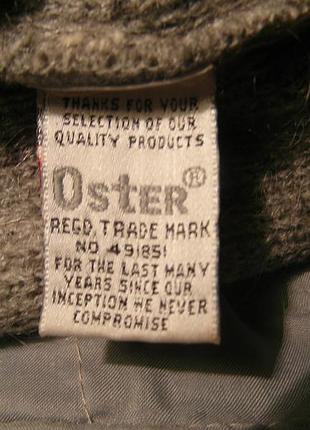 THANKS FOR YOUR
SELECTION OF OUR
QUALITY PRODUCTS
OSTER®
REGD. TRADE MARK
NO 491851
FOR THE LAST MANY
YEARS SINCE OUR
INCEPTION WE NEVER
COMPROMISE